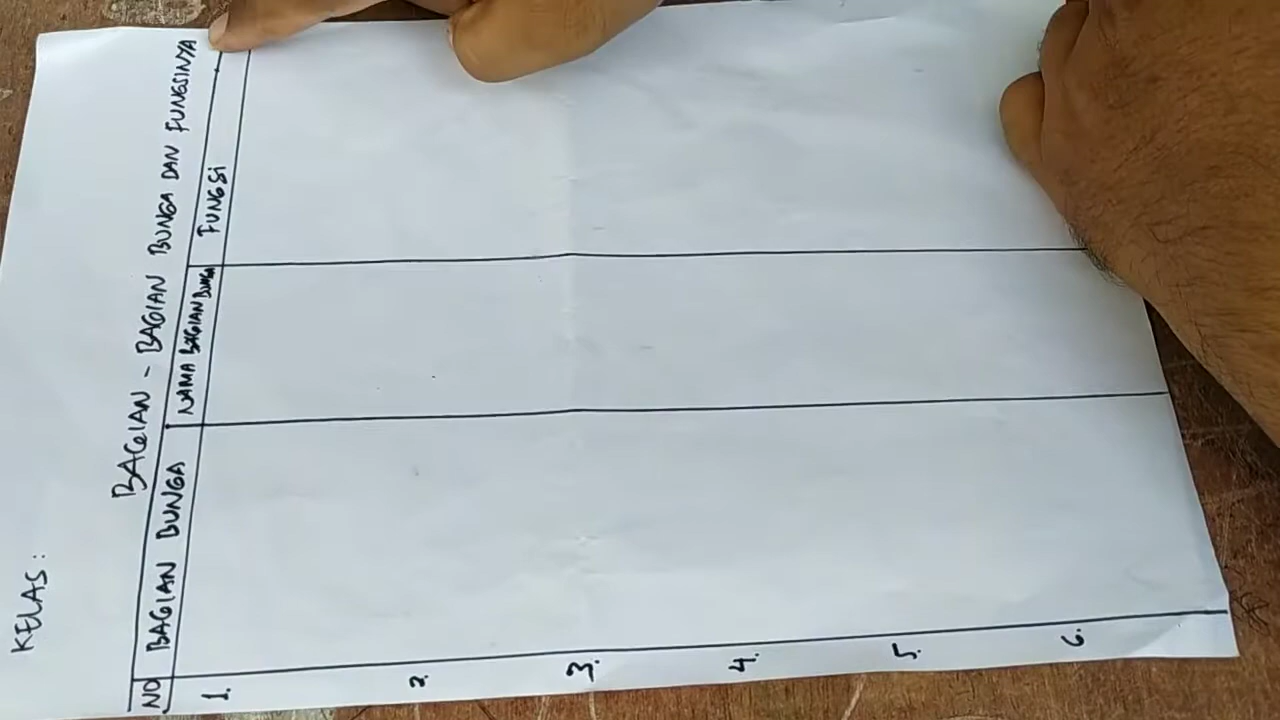 KELAS :
BAGIAN - BAGIAN BUNGA DAN FUNGSINYA
NO BAGIAN BUNGA NAMA BAGIAN BUNGA FUNGSI
1.
2.
3.
4.
5.
6.